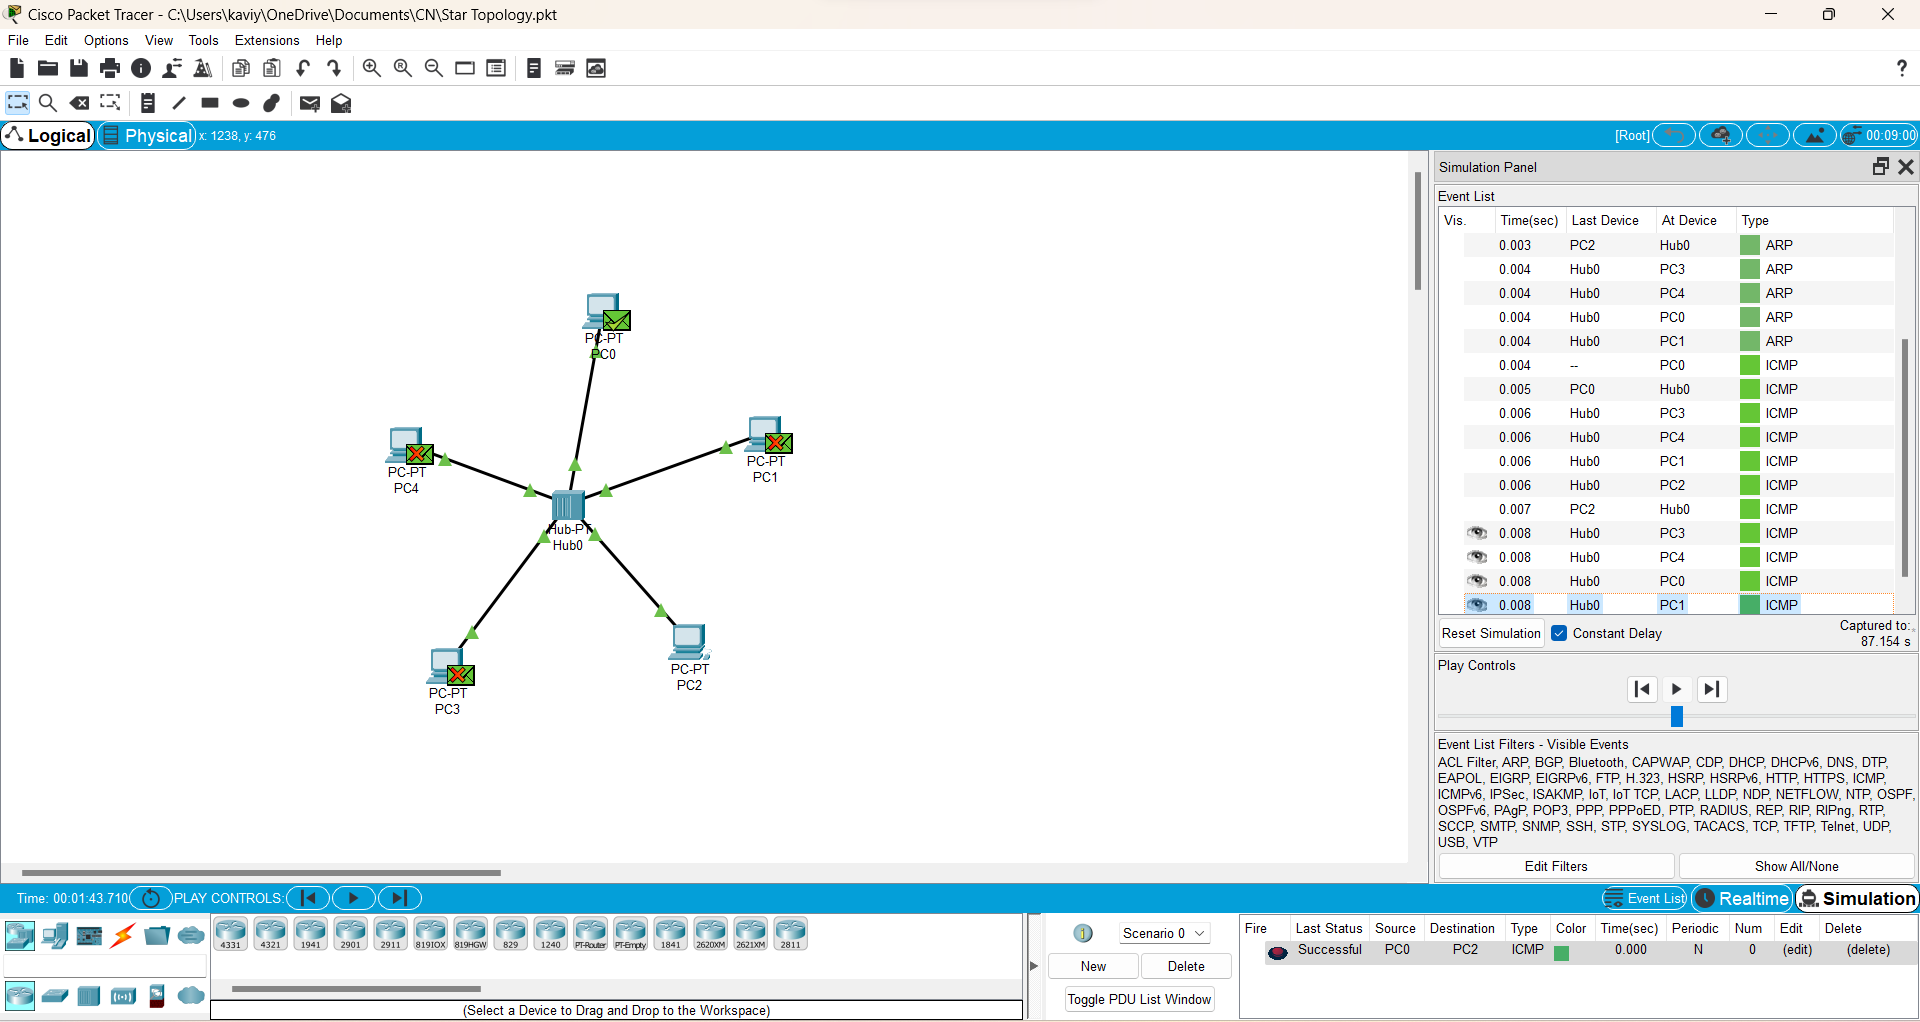 Cisco Packet Tracer - C:\Users\kaviy\OneDrive\Documents\CN\Star Topology.pkt
File Edit Options View Tools Extensions Help
?
Logical Physical x: 1238, y: 476 [Root] 00:09:00
PC-PT
PC0
PC-PT
PC1
PC-PT
PC4
Hub-PT
Hub0
PC-PT
PC2
PC-PT
PC3
Simulation Panel
Event List
Vis. Time(sec) Last Device At Device Type
0.003 PC2 Hub0 ARP
0.004 Hub0 PC3 ARP
0.004 Hub0 PC4 ARP
0.004 Hub0 PC0 ARP
0.004 Hub0 PC1 ARP
0.004 -- PC0 ICMP
0.005 PC0 Hub0 ICMP
0.006 Hub0 PC3 ICMP
0.006 Hub0 PC4 ICMP
0.006 Hub0 PC1 ICMP
0.006 Hub0 PC2 ICMP
0.007 PC2 Hub0 ICMP
0.008 Hub0 PC3 ICMP
0.008 Hub0 PC4 ICMP
0.008 Hub0 PC0 ICMP
0.008 Hub0 PC1 ICMP
Reset Simulation Constant Delay Captured to:
87.154 s
Play Controls
Event List Filters - Visible Events
ACL Filter, ARP, BGP, Bluetooth, CAPWAP, CDP, DHCP, DHCPv6, DNS, DTP,
EAPOL, EIGRP, EIGRPv6, FTP, H.323, HSRP, HSRPv6, HTTP, HTTPS, ICMP,
ICMPv6, IPSec, ISAKMP, IoT, IoT TCP, LACP, LLDP, NDP, NETFLOW, NTP, OSPF,
OSPFv6, PAgP, POP3, PPP, PPPoED, PTP, RADIUS, REP, RIP, RIPng, RTP,
SCCP, SMTP, SNMP, SSH, STP, SYSLOG, TACACS, TCP, TFTP, Telnet, UDP,
USB, VTP
Edit Filters Show All/None
Time: 00:01:43.710 PLAY CONTROLS: Event List Realtime Simulation
4331 4321 1941 2901 2911 819IOX 819HGW 829 1240 PT-Router PT-Empty 1841 2620XM 2621XM 2811
(Select a Device to Drag and Drop to the Workspace)
1 Scenario 0
New Delete
Toggle PDU List Window
Fire Last Status Source Destination Type Color Time(sec) Periodic Num Edit Delete
Successful PC0 PC2 ICMP 0.000 N 0 (edit) (delete)